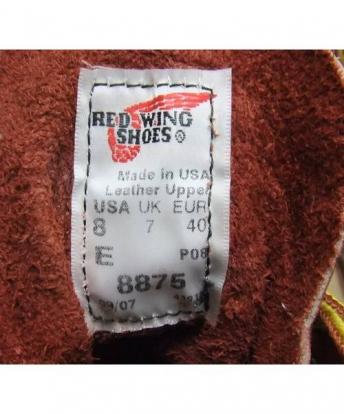 RED WING
SHOES®
Made in USA
Leather Upper
USA UK EUR
8 7 40
E P08
8875